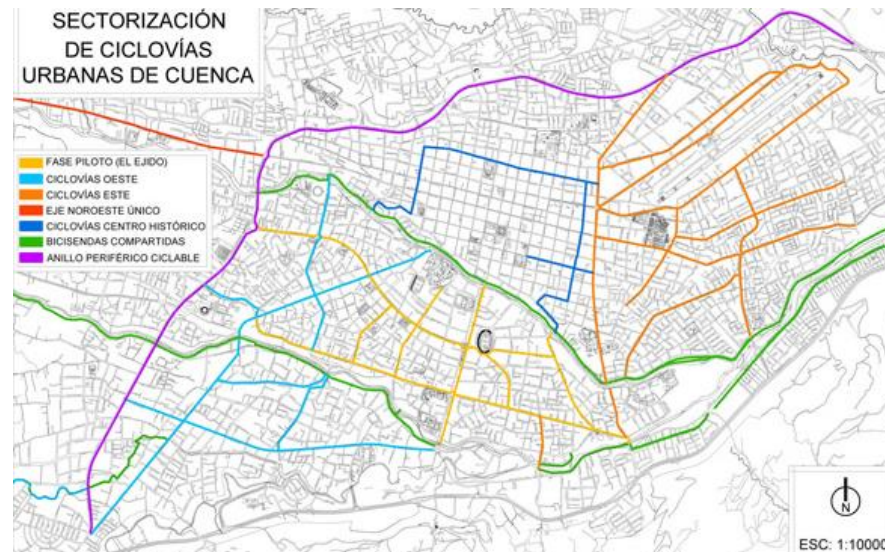 SECTORIZACIÓN
DE CICLOVÍAS
URBANAS DE CUENCA
FASE PILOTO (EL EJIDO)
CICLOVÍAS OESTE
CICLOVÍAS ESTE
EJE NOROESTE ÚNICO
CICLOVÍAS CENTRO HISTÓRICO
BICISENDAS COMPARTIDAS
ANILLO PERIFÉRICO CICLABLE
N
ESC: 1:10000